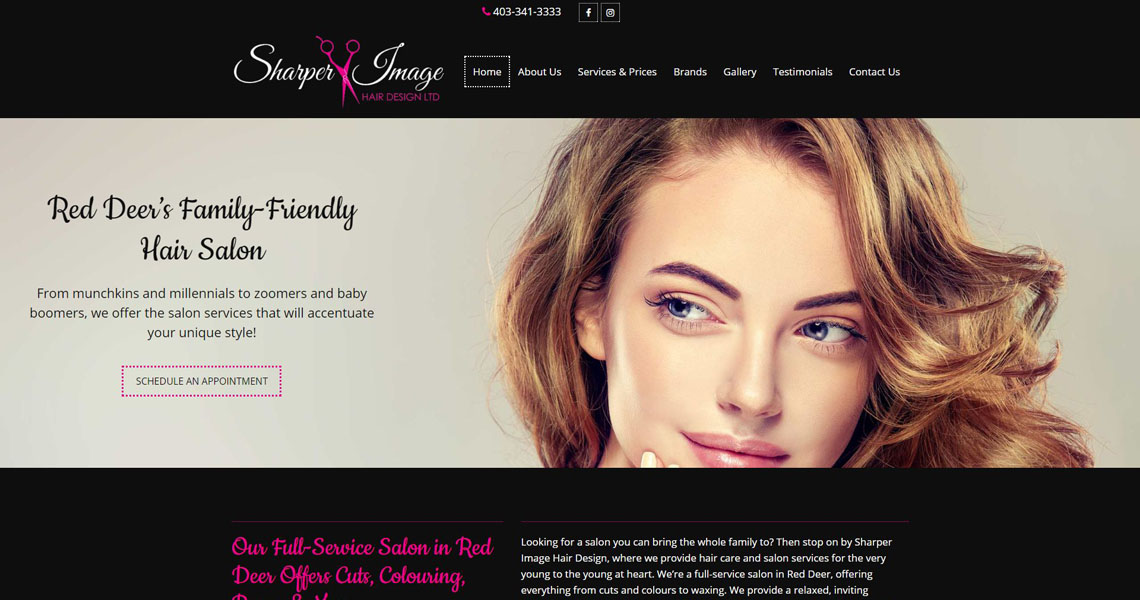 403-341-3333
Sharper Image
HAIR DESIGN LTD
Home About Us Services & Prices Brands Gallery Testimonials Contact Us
Red Deer's Family-Friendly
Hair Salon
From munchkins and millennials to zoomers and baby
boomers, we offer the salon services that will accentuate
your unique style!
SCHEDULE AN APPOINTMENT
Our Full-Service Salon in Red
Deer Offers Cuts, Colouring,
Looking for a salon you can bring the whole family to? Then stop on by Sharper
Image Hair Design, where we provide hair care and salon services for the very
young to the young at heart. We're a full-service salon in Red Deer, offering
everything from cuts and colours to waxing. We provide a relaxed, inviting